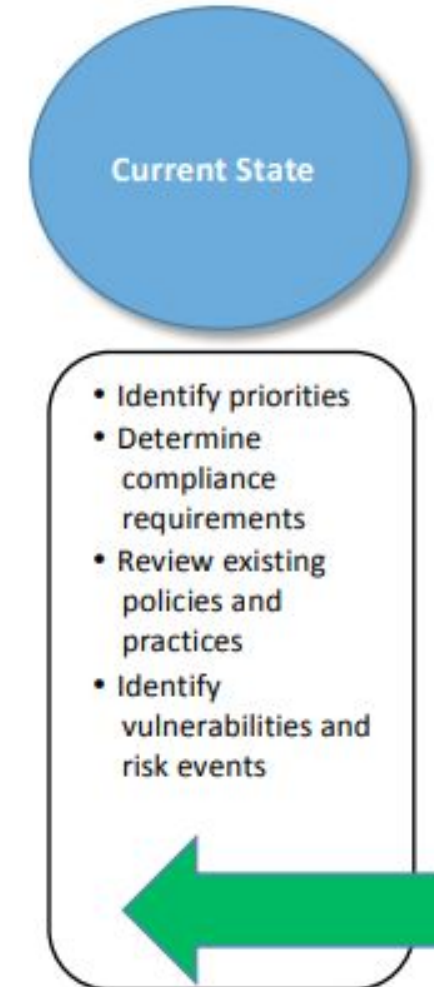 Current State
• Identify priorities
• Determine
compliance
requirements
• Review existing
policies and
practices
• Identify
vulnerabilities and
risk events